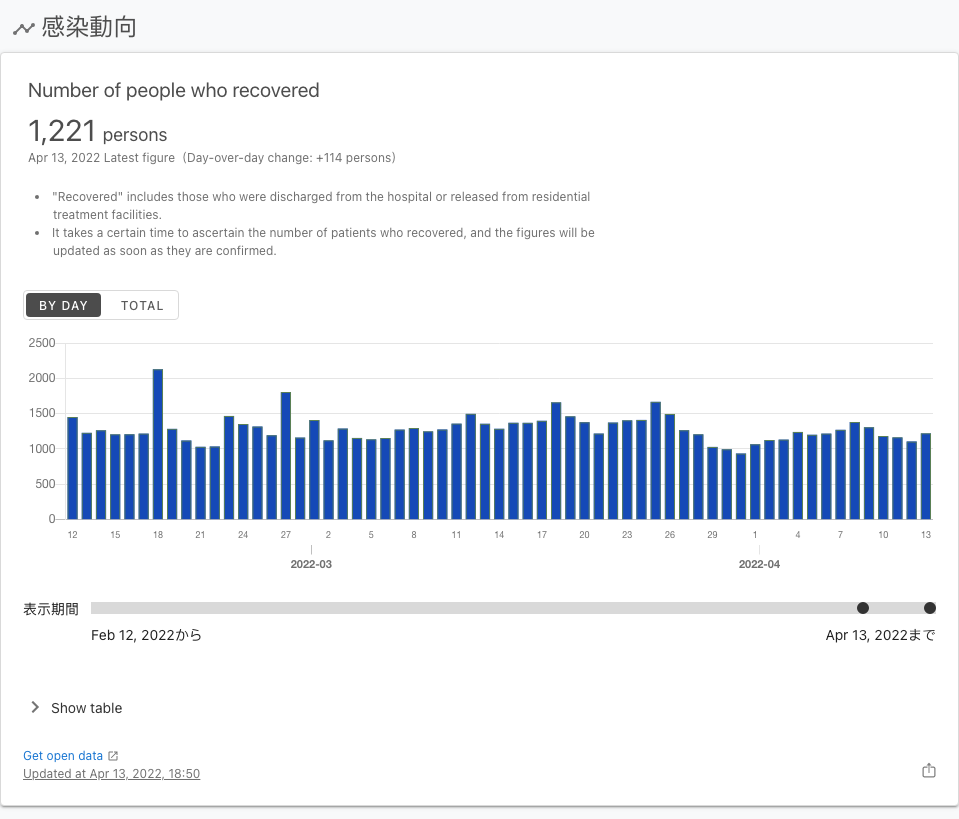 感染動向
Number of people who recovered
1,221 persons
Apr 13, 2022 Latest figure (Day-over-day change: +114 persons)
• "Recovered" includes those who were discharged from the hospital or released from residential
treatment facilities.
• It takes a certain time to ascertain the number of patients who recovered, and the figures will be
updated as soon as they are confirmed.
BY DAY TOTAL
2500
2000
1500
1000
500
0
12 15 18 21 24 27 2 5 8 11 14 17 20 23 26 29 1 4 7 10 13
2022-03 2022-04
表示期間
Feb 12, 2022から Apr 13, 2022まで
Show table
Get open data
Updated at Apr 13, 2022, 18:50